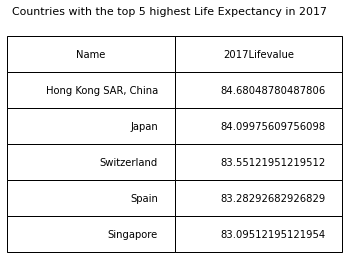 Countries with the top 5 highest Life Expectancy in 2017
Name 2017Lifevalue
Hong Kong SAR, China 84.68048780487806
Japan 84.09975609756098
Switzerland 83.55121951219512
Spain 83.28292682926829
Singapore 83.09512195121954